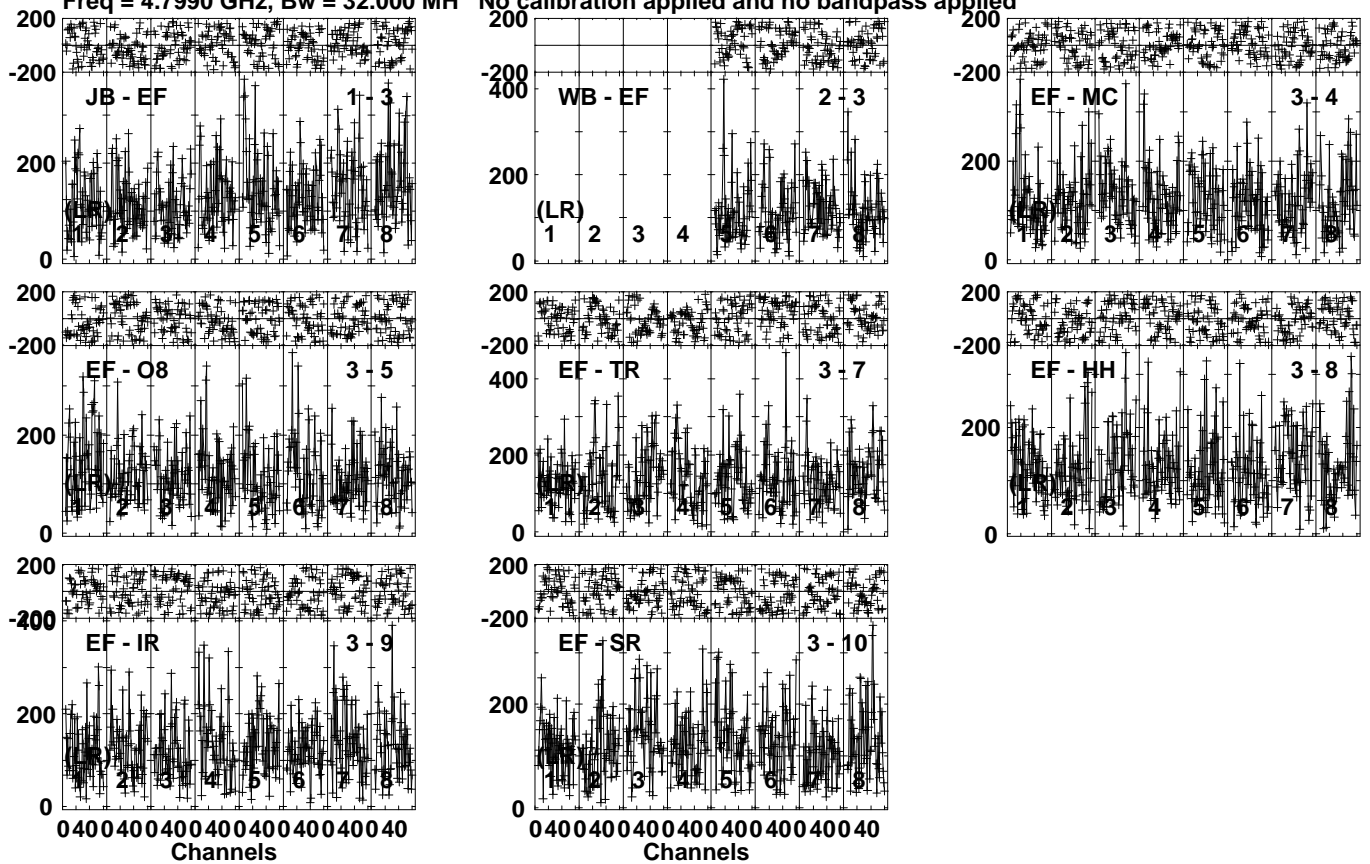 Freq = 4.7990 GHz, Bw = 32.000 MH No calibration applied and no bandpass applied
200
-200
JB - EF 1 - 3
200
(LR)
1 2 3 4 5 6 7 8
0
200
-200
400
WB - EF 2 - 3
200
(LR)
1 2 3 4 5 6 7 8
0
200
-200
EF - MC 3 - 4
200
(LR)
1 2 3 4 5 6 7 8
0
200
-200
EF - O8 3 - 5
200
(LR)
1 2 3 4 5 6 7 8
0
200
-200
EF - TR 3 - 7
400
200
(LR)
1 2 3 4 5 6 7 8
0
200
-200
EF - HH 3 - 8
200
(LR)
1 2 3 4 5 6 7 8
0
200
-200
400
EF - IR 3 - 9
200
(LR)
1 2 3 4 5 6 7 8
0
0 40 0 40 0 40 0 40 0 40 0 40 0 40 0 40
Channels
200
-200
EF - SR 3 - 10
200
(LR)
1 2 3 4 5 6 7 8
0
0 40 0 40 0 40 0 40 0 40 0 40 0 40 0 40
Channels